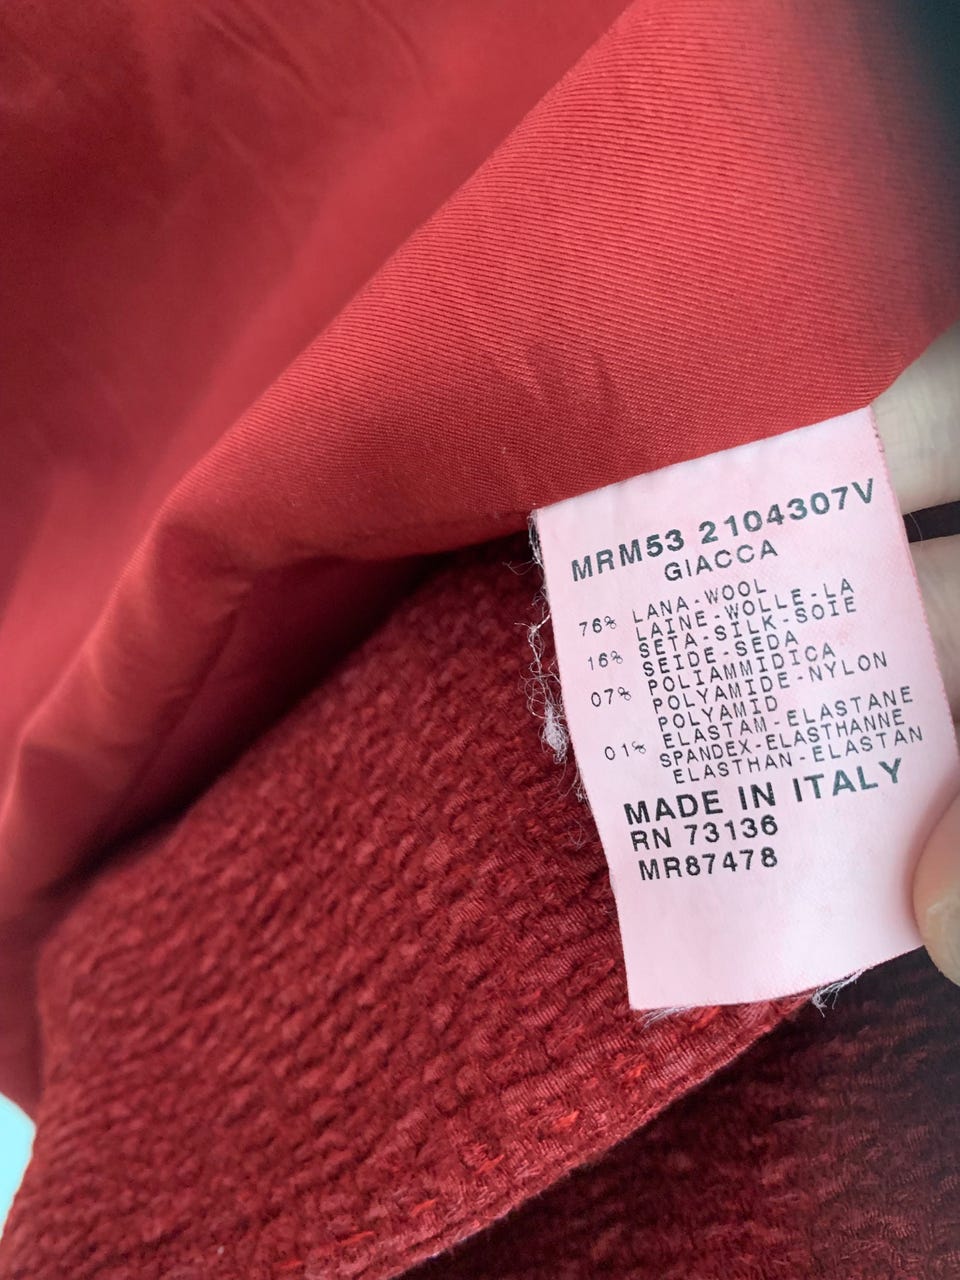 MRM53 2104307V
GIACCA
76% LANA-WOOL
LAINE-WOLLE-LA
16% SETA-SILK-SOIE
SEIDE-SEDA
07% POLIAMMIDICA
POLYAMIDE-NYLON
POLYAMID
01% ELASTAM-ELASTANE
SPANDEX-ELASTHANNE
ELASTHAN-ELASTAN
MADE IN ITALY
RN 73136
MR87478